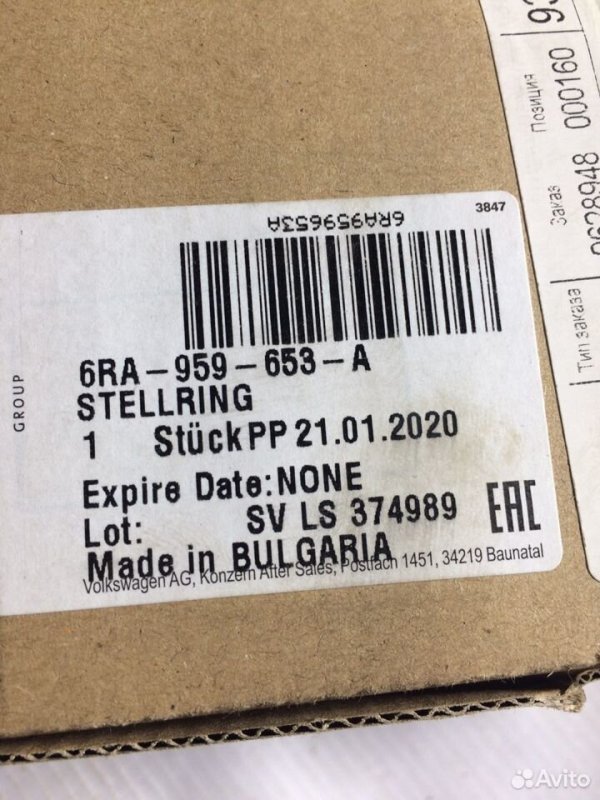 3847
6RA959653A
6RA-959-653-A
STELLRING
1 Stück PP 21.01.2020
Expire Date: NONE
Lot: SV LS 374989
Made in BULGARIA
EAC
Volkswagen AG, Konzern After Sales, Postfach 1451, 34219 Baunatal
GROUP
Позиция
000160
Заказ
0628948
Тип заказа
Avito